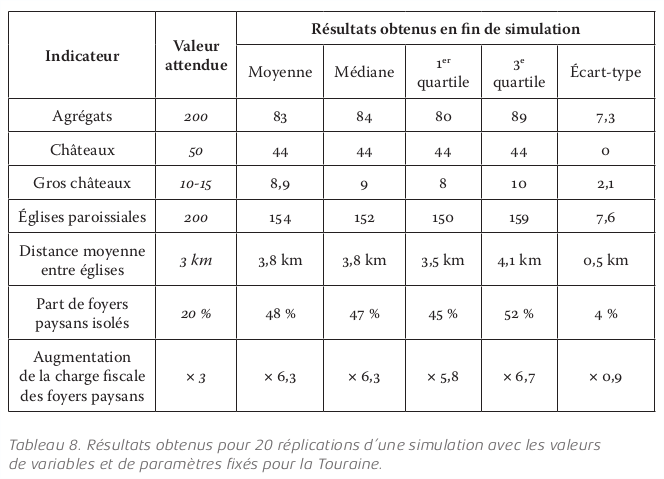 Indicateur
Valeur
attendue
Résultats obtenus en fin de simulation
Moyenne
Médiane
1er
quartile
3e
quartile
Écart-type
Agrégats 200 83 84 80 89 7,3
Châteaux 50 44 44 44 44 0
Gros châteaux 10-15 8,9 9 8 10 2,1
Églises paroissiales 200 154 152 150 159 7,6
Distance moyenne
entre églises
3 km 3,8 km 3,8 km 3,5 km 4,1 km 0,5 km
Part de foyers
paysans isolés
20 % 48 % 47 % 45 % 52 % 4 %
Augmentation
de la charge fiscale
des foyers paysans
× 3 × 6,3 × 6,3 × 5,8 × 6,7 × 0,9
Tableau 8. Résultats obtenus pour 20 réplications d'une simulation avec les valeurs
de variables et de paramètres fixés pour la Touraine.